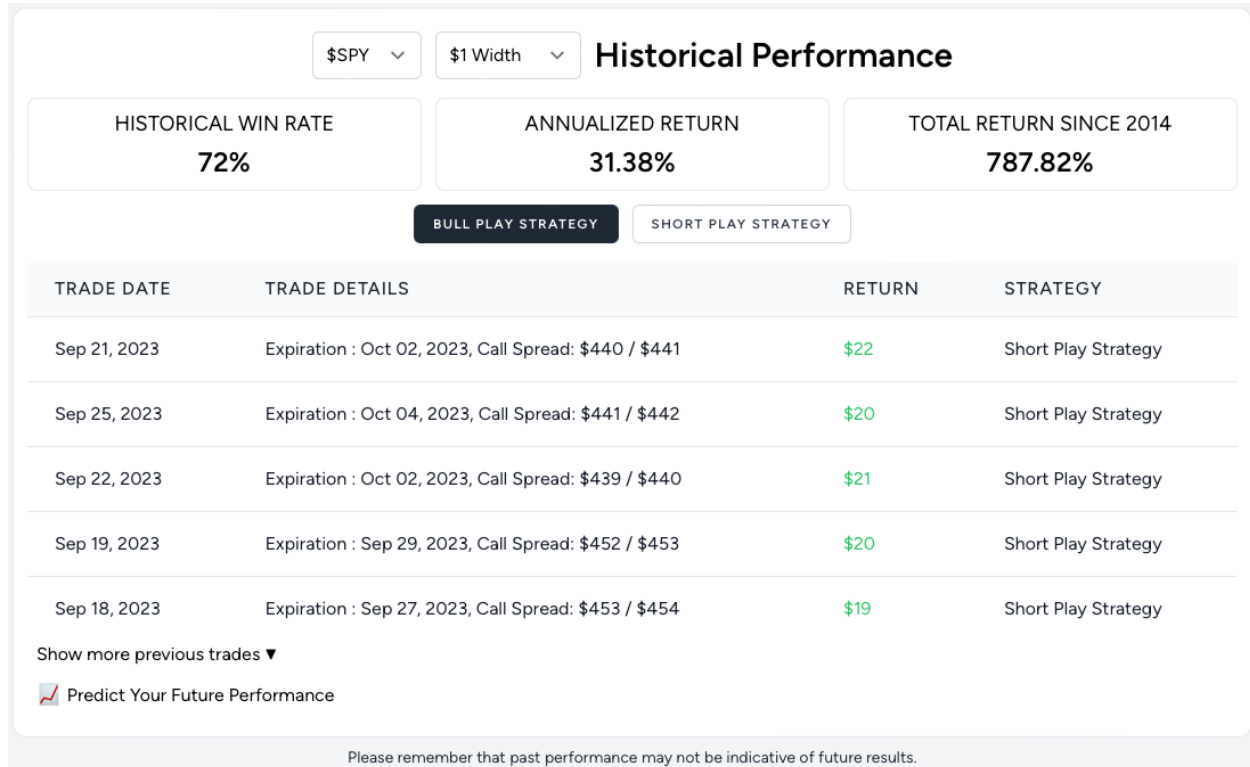 $SPY $1 Width Historical Performance
HISTORICAL WIN RATE ANNUALIZED RETURN TOTAL RETURN SINCE 2014
72% 31.38% 787.82%
BULL PLAY STRATEGY SHORT PLAY STRATEGY
TRADE DATE TRADE DETAILS RETURN STRATEGY
Sep 21, 2023 Expiration : Oct 02, 2023, Call Spread: $440 / $441 $22 Short Play Strategy
Sep 25, 2023 Expiration : Oct 04, 2023, Call Spread: $441 / $442 $20 Short Play Strategy
Sep 22, 2023 Expiration : Oct 02, 2023, Call Spread: $439 / $440 $21 Short Play Strategy
Sep 19, 2023 Expiration : Sep 29, 2023, Call Spread: $452 / $453 $20 Short Play Strategy
Sep 18, 2023 Expiration : Sep 27, 2023, Call Spread: $453 / $454 $19 Short Play Strategy
Show more previous trades ▼
Predict Your Future Performance
Please remember that past performance may not be indicative of future results.